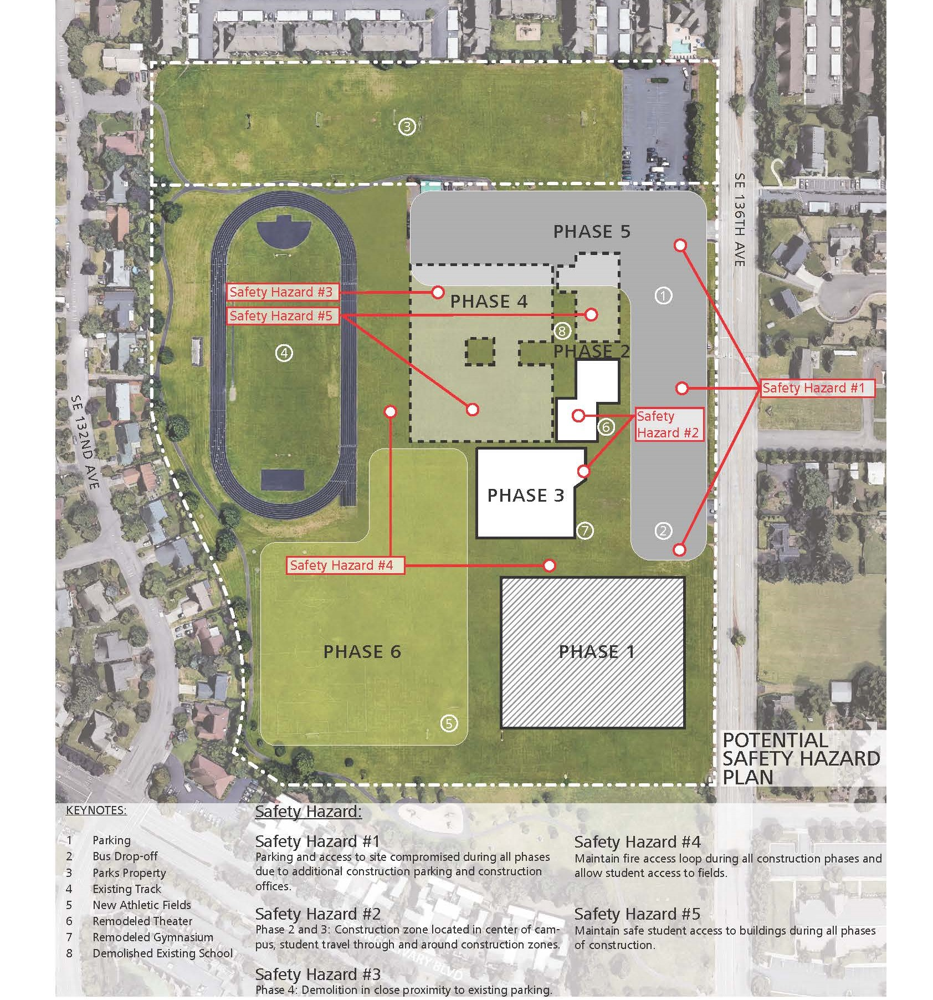 3
SE 136TH AVE
PHASE 5
Safety Hazard #3
PHASE 4
1
Safety Hazard #5
8
4
PHASE 2
Safety Hazard #1
SE 132ND AVE
Safety
Hazard #2
6
PHASE 3
7
2
Safety Hazard #4
PHASE 6
PHASE 1
5
POTENTIAL
SAFETY HAZARD
PLAN
KEYNOTES:
1 Parking
2 Bus Drop-off
3 Parks Property
4 Existing Track
5 New Athletic Fields
6 Remodeled Theater
7 Remodeled Gymnasium
8 Demolished Existing School
Safety Hazard:
Safety Hazard #1
Parking and access to site compromised during all phases
due to additional construction parking and construction
offices.
Safety Hazard #2
Phase 2 and 3: Construction zone located in center of cam-
pus, student travel through and around construction zones.
Safety Hazard #3
Phase 4: Demolition in close proximity to existing parking.
Safety Hazard #4
Maintain fire access loop during all construction phases and
allow student access to fields.
Safety Hazard #5
Maintain safe student access to buildings during all phases
of construction.
BLVD